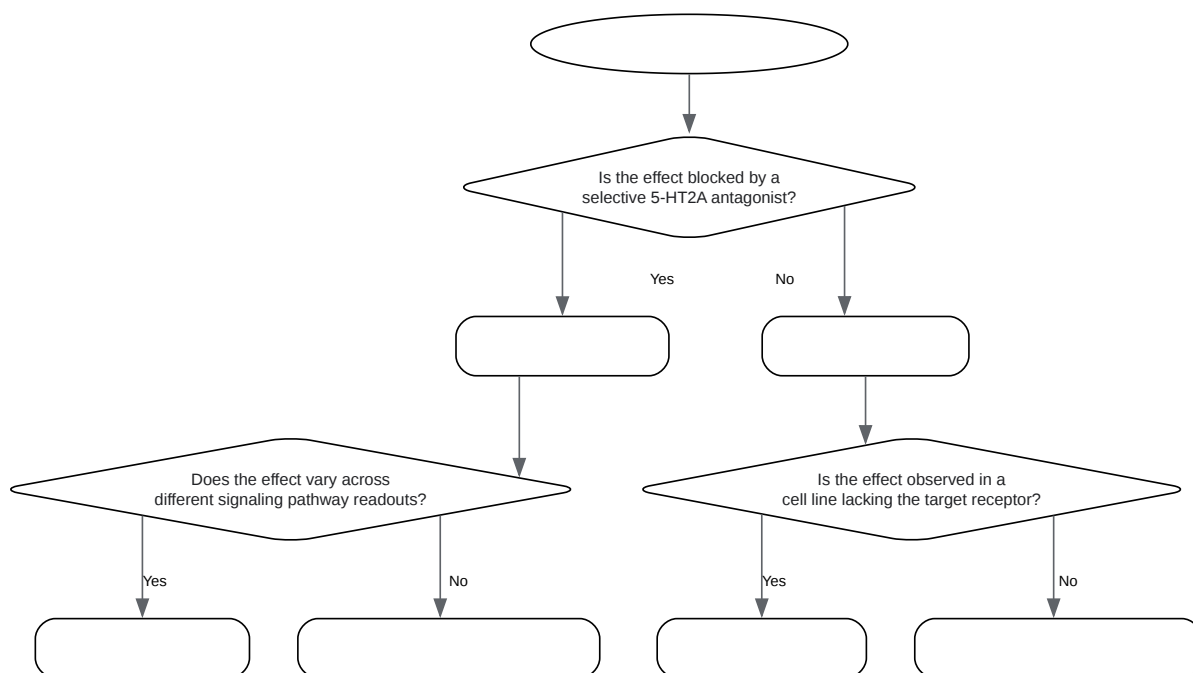 Is the effect blocked by a
selective 5-HT2A antagonist?
Yes
No
Does the effect vary across
different signaling pathway readouts?
Is the effect observed in a
cell line lacking the target receptor?
Yes
No
Yes
No